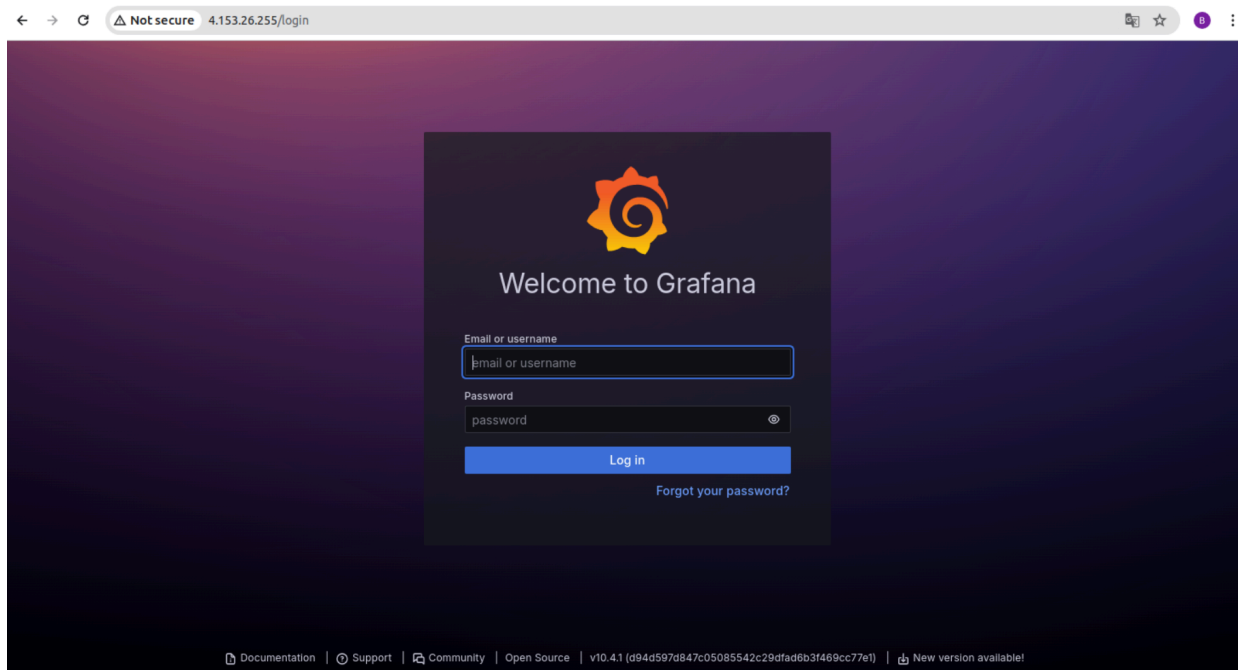 Not secure 4.153.26.255/login
B
Welcome to Grafana
Email or username
email or username
Password
password
Log in
Forgot your password?
Documentation | Support | Community | Open Source | v10.4.1 (d94d597d847c05085542c29dfad6b3f469cc77e1) | New version available!